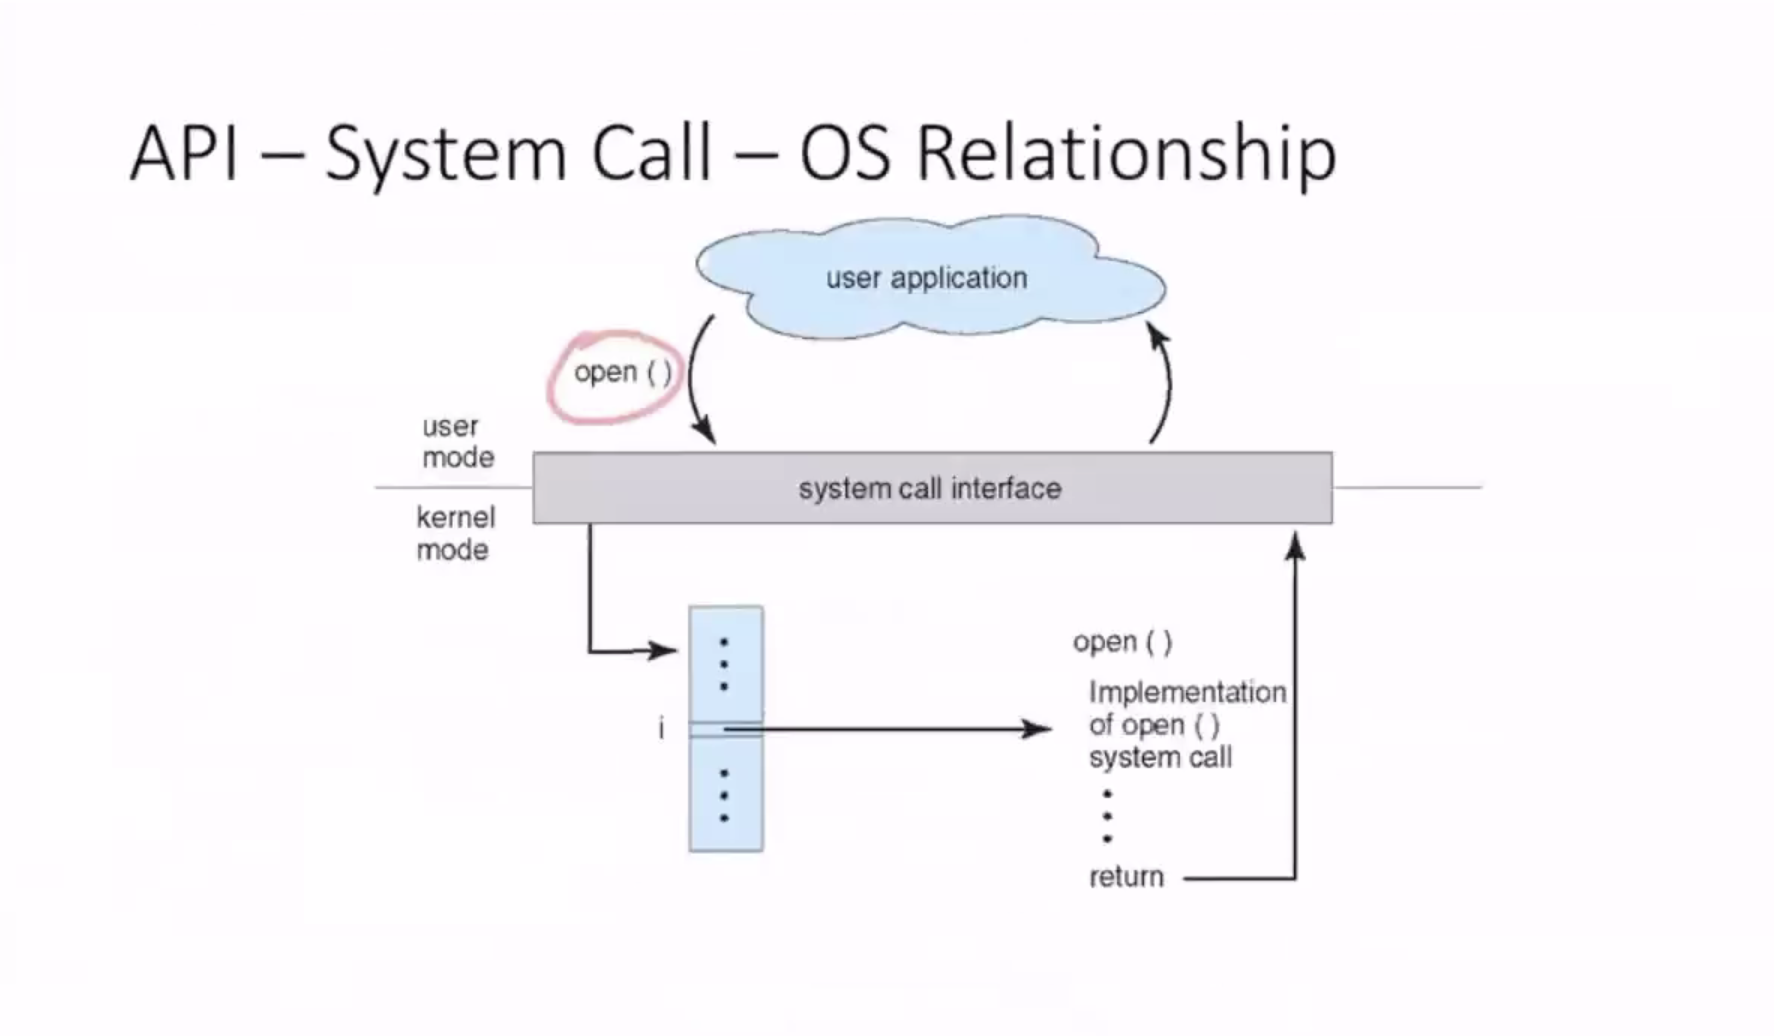 API – System Call – OS Relationship
user application
open ( )
user
mode
system call interface
kernel
mode
i
open ( )
Implementation
of open ( )
system call
return